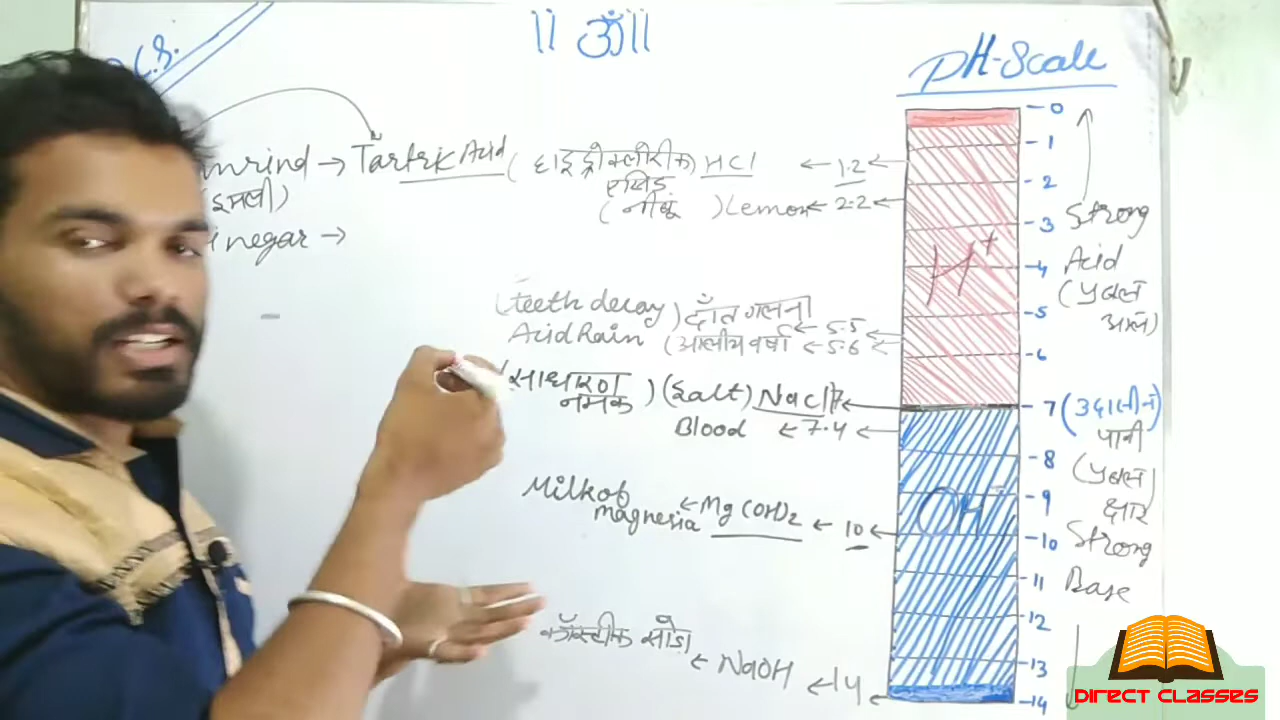 ॥ ॐ ॥
C.S.
pH-Scale
mrind → Tartric Acid
(इमली)
inegar →
(हाइड्रोक्लोरीक HCl ← 1.2 ←
एसिड)
(नींबू) Lemon ← 2.2 ←
(teeth decay) दाँत गलना ← 5.5
Acid Rain (अम्लीय वर्षा ← 5.6
(साधारण नमक) (Salt) NaCl 7 ←
Blood ← 7.4 ←
Milk of magnesia ← Mg(OH)2 ← 10 ←
कॉस्टीक सोडा ← NaOH ← 14 ←
H+
OH-
-0
-1
-2
-3
-4
-5
-6
-7 (उदासीन)
पानी
-8
-9
-10
-11
-12
-13
-14
Strong
Acid
(प्रबल
अम्ल)
(प्रबल
क्षार
Strong
Base
DIRECT CLASSES